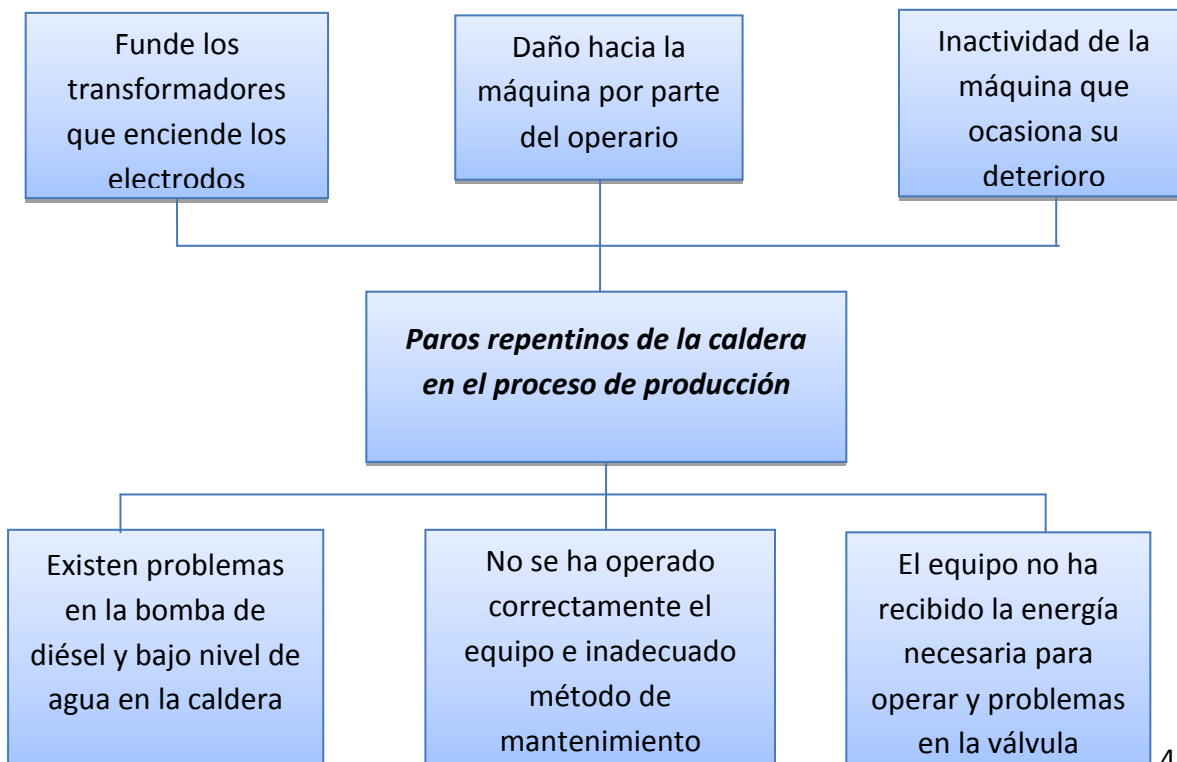 Funde los
transformadores
que enciende los
electrodos
Daño hacia la
máquina por parte
del operario
Inactividad de la
máquina que
ocasiona su
deterioro
Paros repentinos de la caldera
en el proceso de producción
Existen problemas
en la bomba de
diésel y bajo nivel de
agua en la caldera
No se ha operado
correctamente el
equipo e inadecuado
método de
mantenimiento
El equipo no ha
recibido la energía
necesaria para
operar y problemas
en la válvula
4